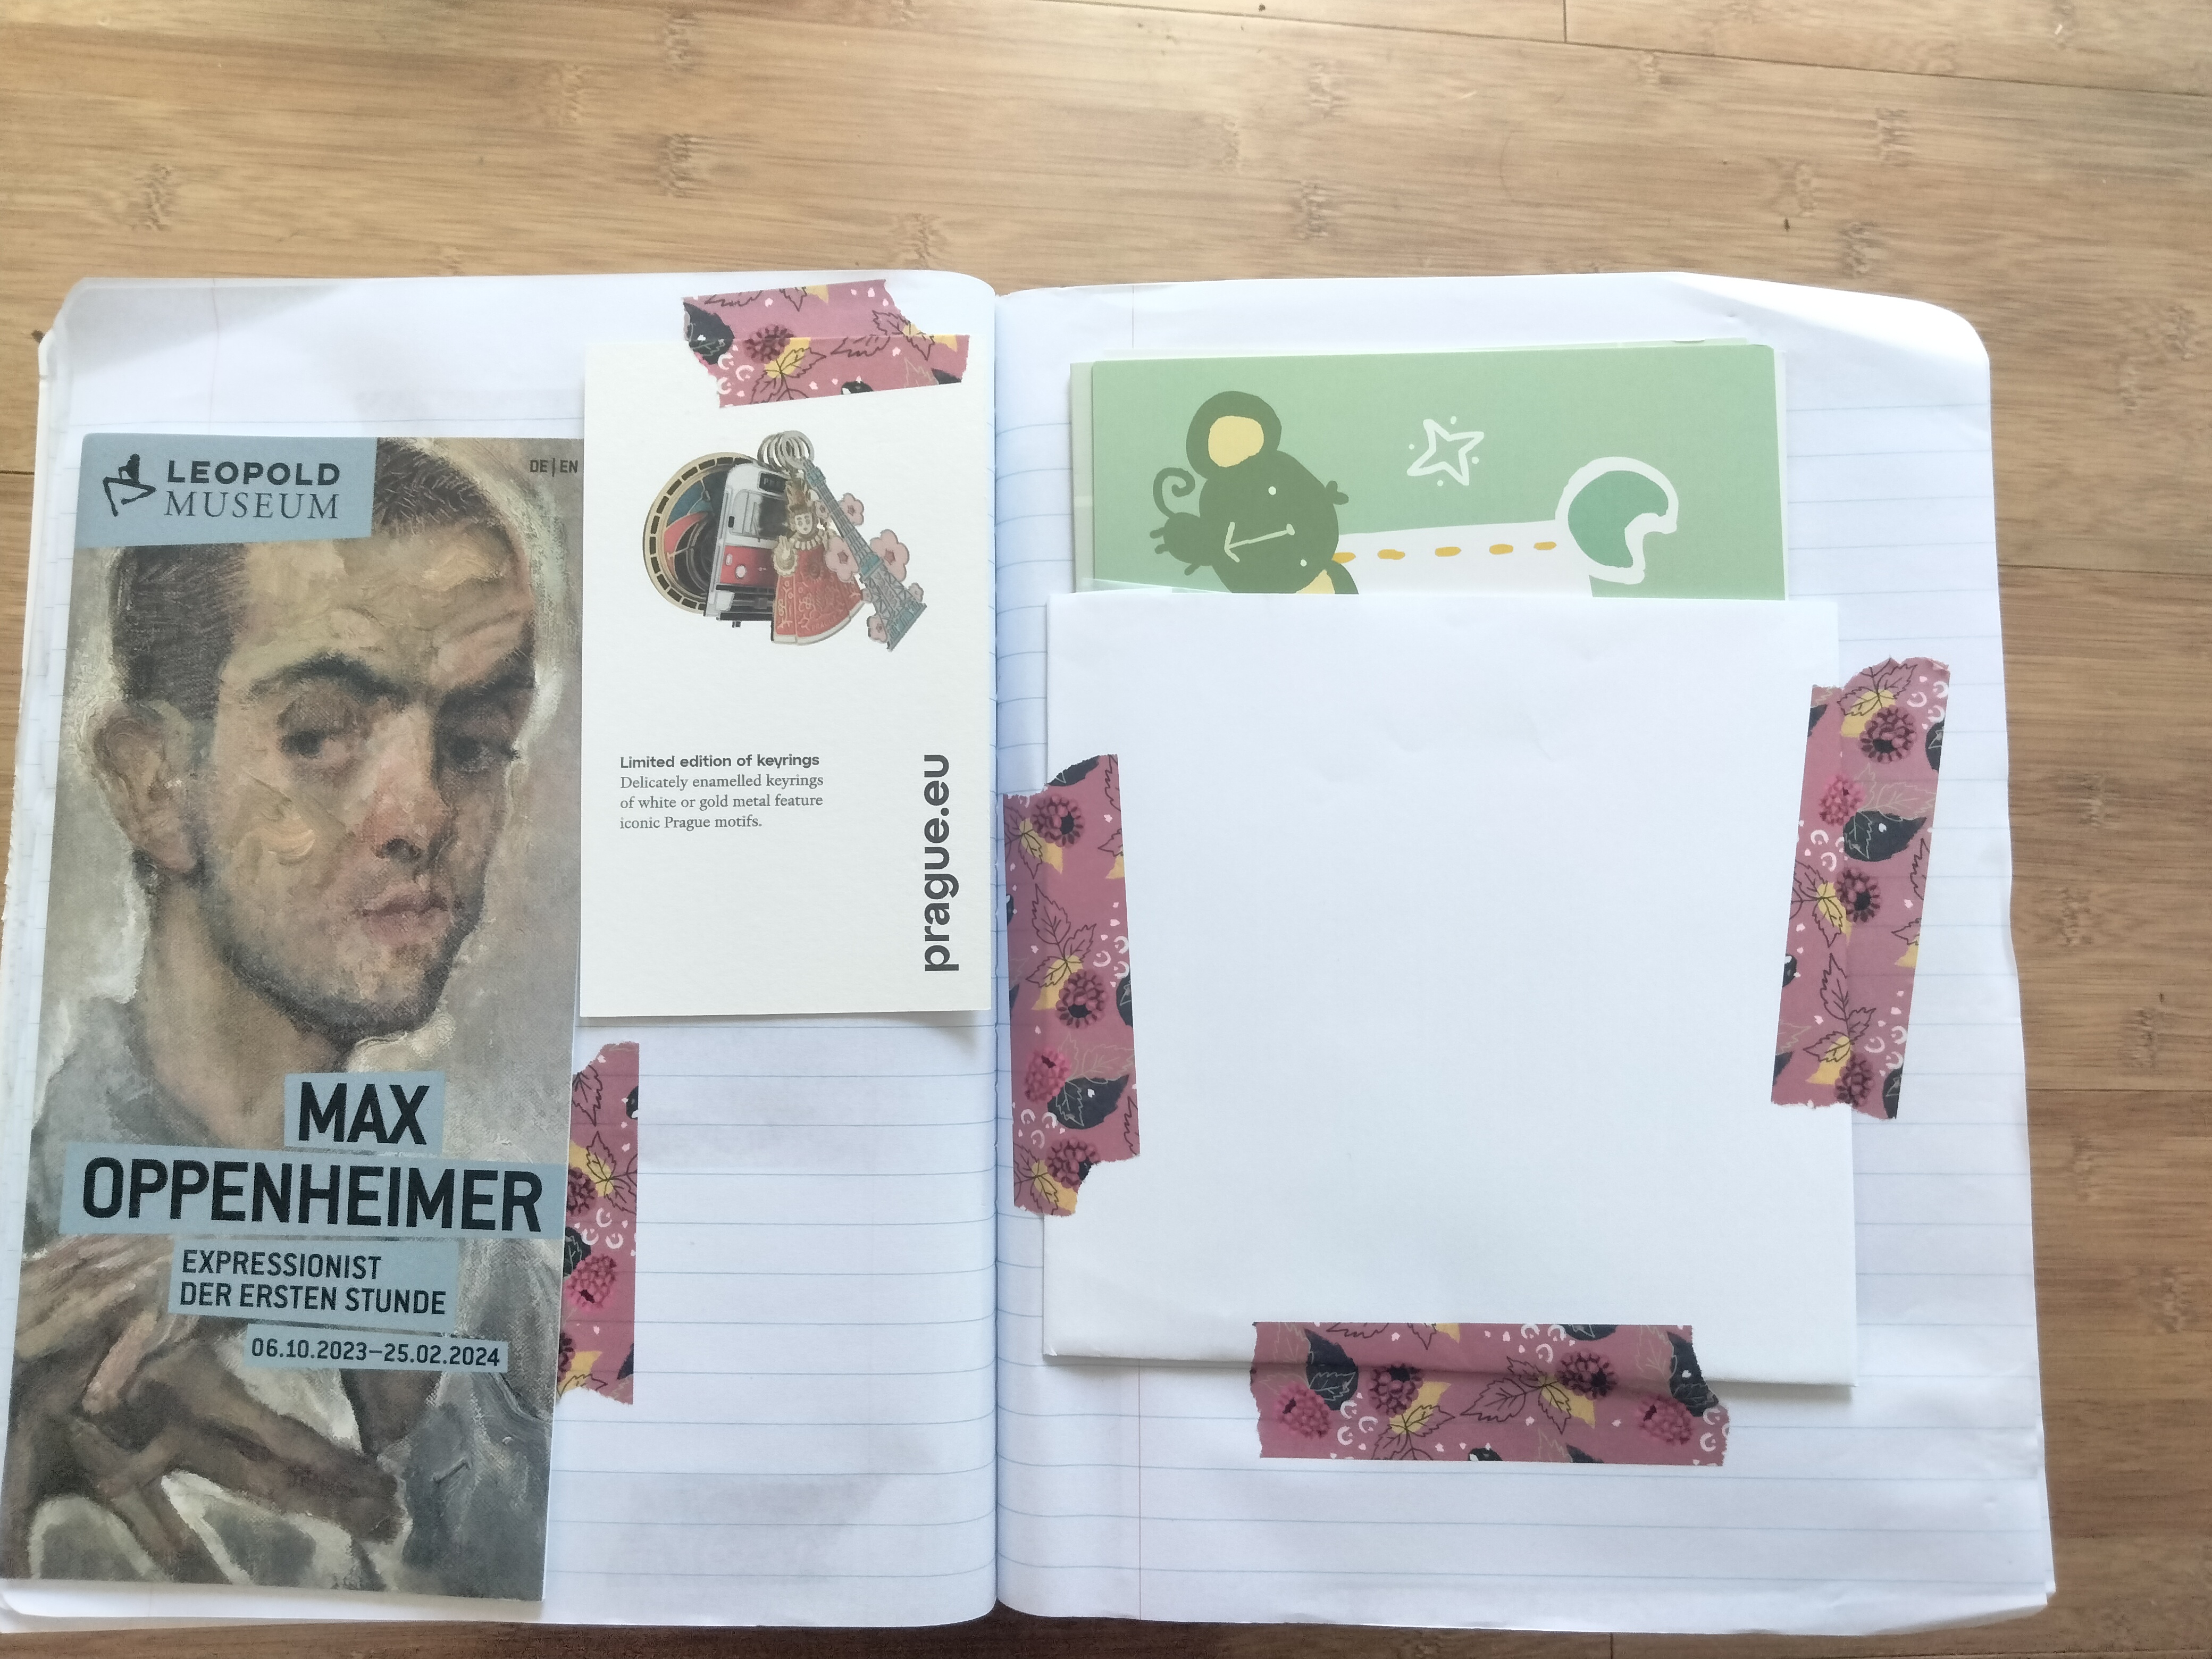 LEOPOLD
MUSEUM
DE|EN
MAX
OPPENHEIMER
EXPRESSIONIST
DER ERSTEN STUNDE
06.10.2023–25.02.2024
Limited edition of keyrings
Delicately enamelled keyrings
of white or gold metal feature
iconic Prague motifs.
prague.eu